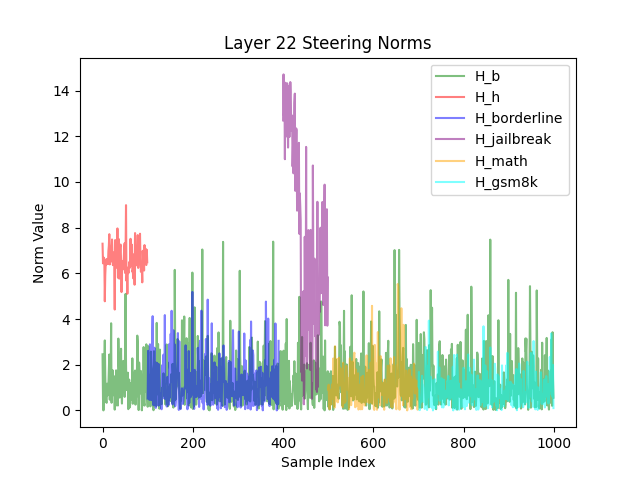 Layer 22 Steering Norms
H_b
H_h
H_borderline
H_jailbreak
H_math
H_gsm8k
Norm Value
14
12
10
8
6
4
2
0
0
200
400
600
800
1000
Sample Index